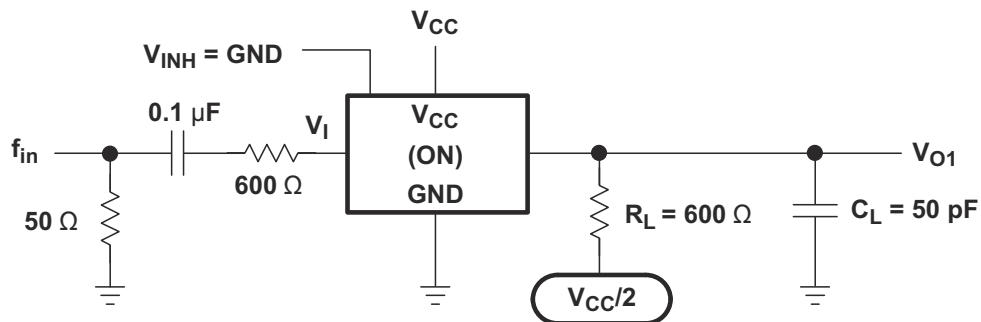 V_CC
V_INH = GND
0.1 µF
V_I
V_CC
(ON)
GND
f_in
600 Ω
50 Ω
V_O1
R_L = 600 Ω
C_L = 50 pF
V_CC/2